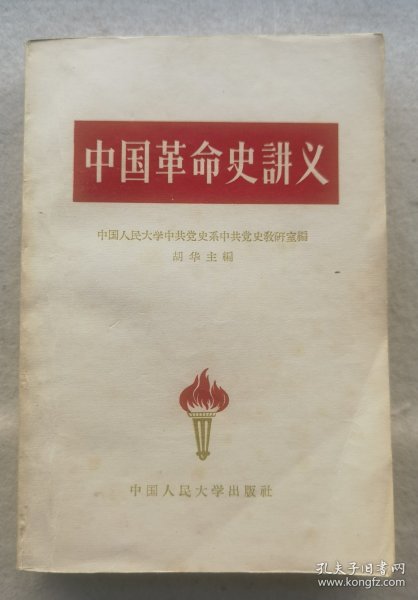 中国革命史講义
中国人民大学中共党史系中共党史教研室編
胡华主編
中国人民大学出版社
孔夫子旧书网
www.kongfz.com